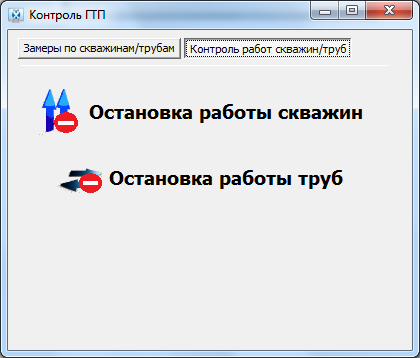 Контроль ГТП
Замеры по скважинам/трубам
Контроль работ скважин/труб
Остановка работы скважин
Остановка работы труб